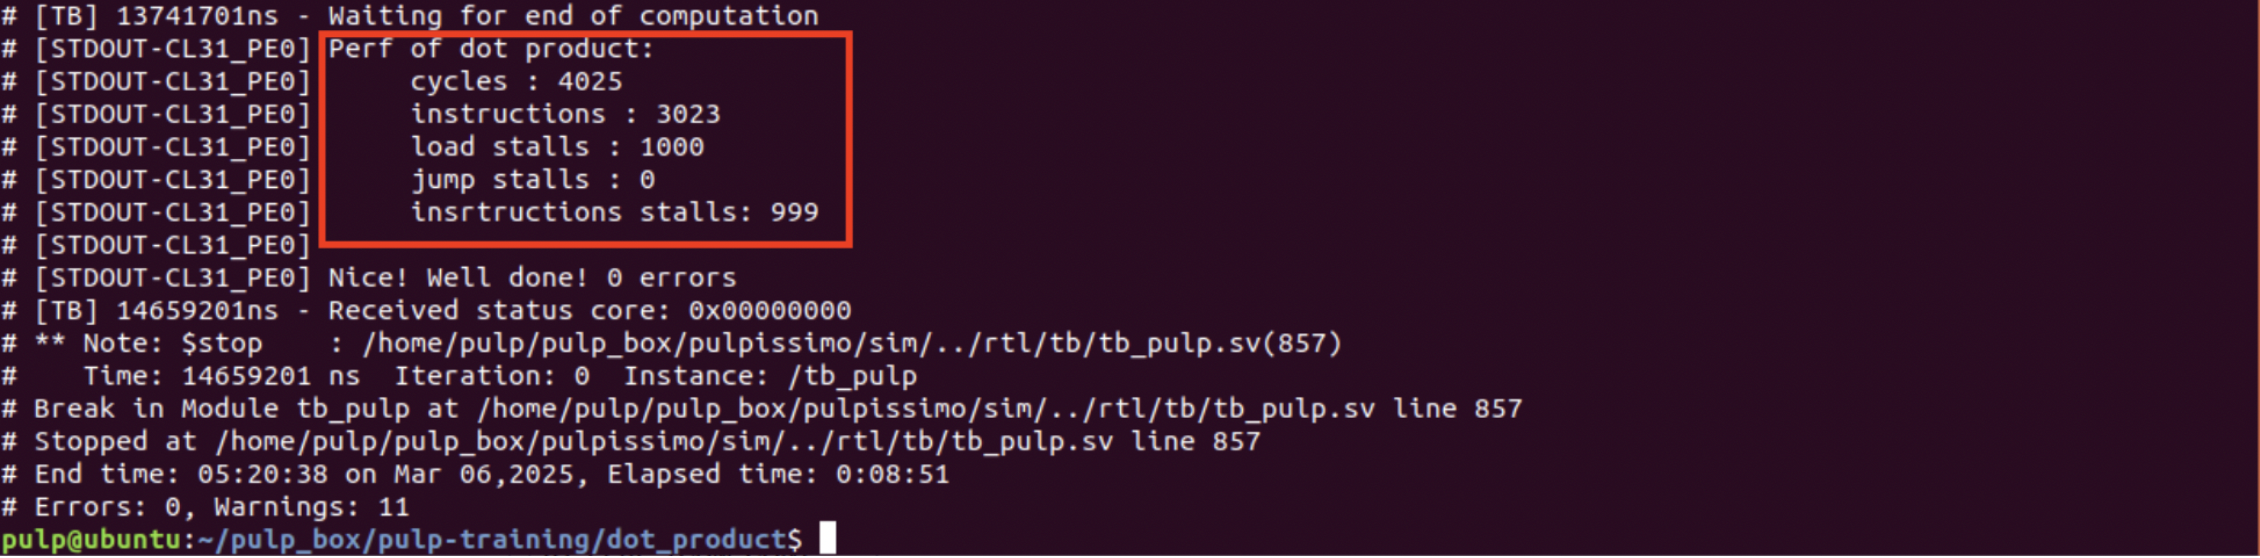 # [TB] 13741701ns - Waiting for end of computation
# [STDOUT-CL31_PE0] Perf of dot product:
# [STDOUT-CL31_PE0]      cycles : 4025
# [STDOUT-CL31_PE0]      instructions : 3023
# [STDOUT-CL31_PE0]      load stalls : 1000
# [STDOUT-CL31_PE0]      jump stalls : 0
# [STDOUT-CL31_PE0]      insrtructions stalls: 999
# [STDOUT-CL31_PE0]
# [STDOUT-CL31_PE0] Nice! Well done! 0 errors
# [TB] 14659201ns - Received status core: 0x00000000
# ** Note: $stop    : /home/pulp/pulp_box/pulpissimo/sim/../rtl/tb/tb_pulp.sv(857)
#    Time: 14659201 ns  Iteration: 0  Instance: /tb_pulp
# Break in Module tb_pulp at /home/pulp/pulp_box/pulpissimo/sim/../rtl/tb/tb_pulp.sv line 857
# Stopped at /home/pulp/pulp_box/pulpissimo/sim/../rtl/tb/tb_pulp.sv line 857
# End time: 05:20:38 on Mar 06,2025, Elapsed time: 0:08:51
# Errors: 0, Warnings: 11
pulp@ubuntu:~/pulp_box/pulp-training/dot_product$